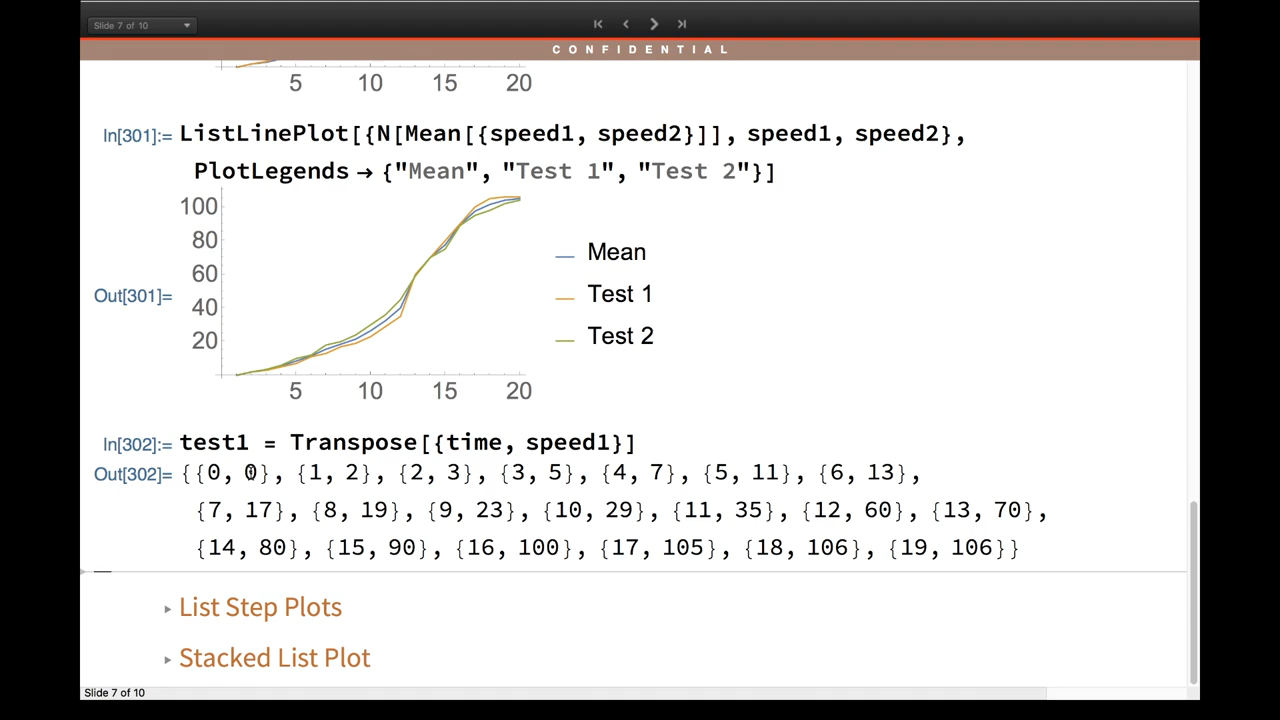 Slide 7 of 10
CONFIDENTIAL
5 10 15 20
In[301]:= ListLinePlot[{N[Mean[{speed1, speed2}]], speed1, speed2},
PlotLegends → {"Mean", "Test 1", "Test 2"}]
100
80
60
40
20
5 10 15 20
Out[301]=
Mean
Test 1
Test 2
In[302]:= test1 = Transpose[{time, speed1}]
Out[302]= {{0, 0}, {1, 2}, {2, 3}, {3, 5}, {4, 7}, {5, 11}, {6, 13},
{7, 17}, {8, 19}, {9, 23}, {10, 29}, {11, 35}, {12, 60}, {13, 70},
{14, 80}, {15, 90}, {16, 100}, {17, 105}, {18, 106}, {19, 106}}
List Step Plots
Stacked List Plot
Slide 7 of 10